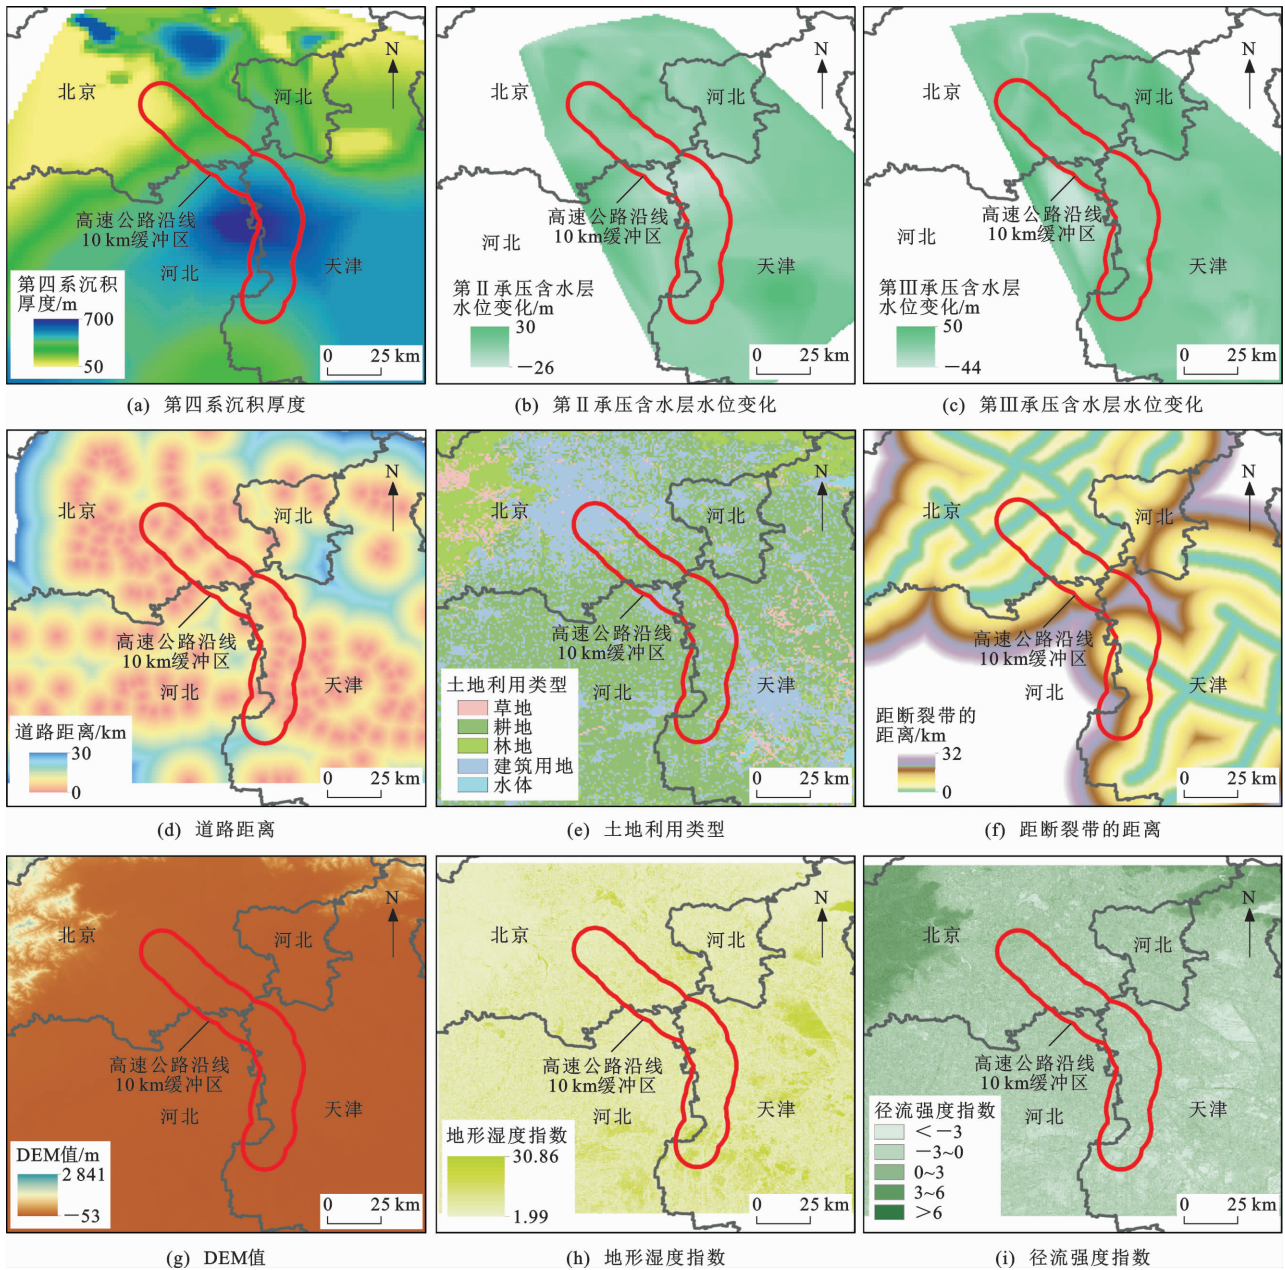 N
北京
河北
高速公路沿线
10 km缓冲区
河北
天津
第四系沉积
厚度/m
700
50
0 25 km
(a) 第四系沉积厚度
N
北京
河北
高速公路沿线
10 km缓冲区
河北
天津
第Ⅱ承压含水层
水位变化/m
30
—26
0 25 km
(b) 第Ⅱ承压含水层水位变化
N
北京
河北
高速公路沿线
10 km缓冲区
河北
天津
第Ⅲ承压含水层
水位变化/m
50
—44
0 25 km
(c) 第Ⅲ承压含水层水位变化
N
北京
河北
高速公路沿线
10 km缓冲区
河北
天津
道路距离/km
30
0
0 25 km
(d) 道路距离
N
北京
河北
高速公路沿线
10 km缓冲区
土地利用类型
河北
天津
草地
耕地
林地
建筑用地
水体
0 25 km
(e) 土地利用类型
N
北京
河北
高速公路沿线
10 km缓冲区
河北
天津
距断裂带的
距离/km
32
0
0 25 km
(f) 距断裂带的距离
N
北京
河北
高速公路沿线
10 km缓冲区
河北
天津
DEM值/m
2 841
—53
0 25 km
(g) DEM值
N
北京
河北
高速公路沿线
10 km缓冲区
河北
天津
地形湿度指数
30.86
1.99
0 25 km
(h) 地形湿度指数
N
北京
河北
高速公路沿线
10 km缓冲区
河北
天津
径流强度指数
<—3
—3~0
0~3
3~6
>6
0 25 km
(i) 径流强度指数